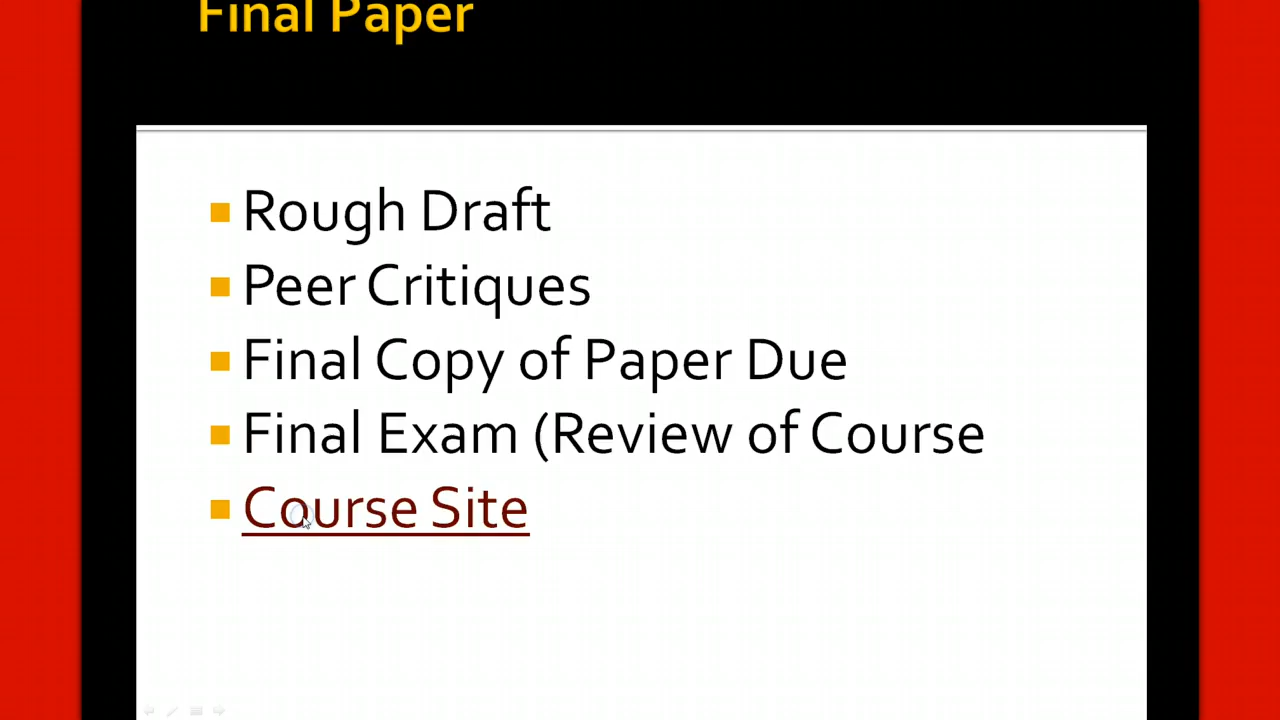 Final Paper
Rough Draft
Peer Critiques
Final Copy of Paper Due
Final Exam (Review of Course
Course Site